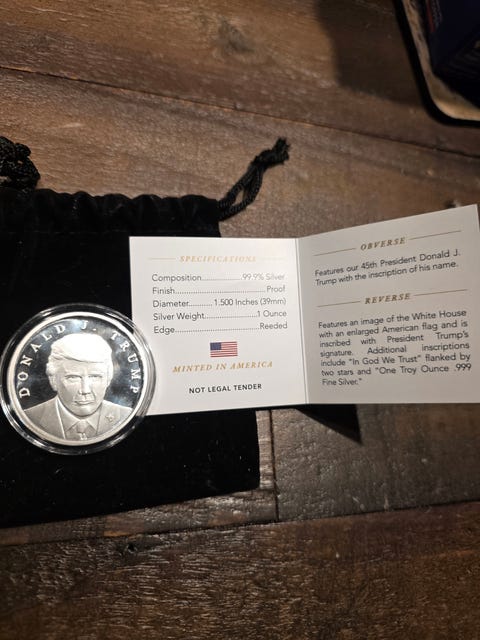 DONALD J. TRUMP
SPECIFICATIONS
Composition..................99.9% Silver
Finish.....................................Proof
Diameter.........1.500 Inches (39mm)
Silver Weight.......................1 Ounce
Edge..................................Reeded
MINTED IN AMERICA
NOT LEGAL TENDER
OBVERSE
Features our 45th President Donald J.
Trump with the inscription of his name.
REVERSE
Features an image of the White House
with an enlarged American flag and is
inscribed with President Trump's
signature. Additional inscriptions
include "In God We Trust" flanked by
two stars and "One Troy Ounce .999
Fine Silver."